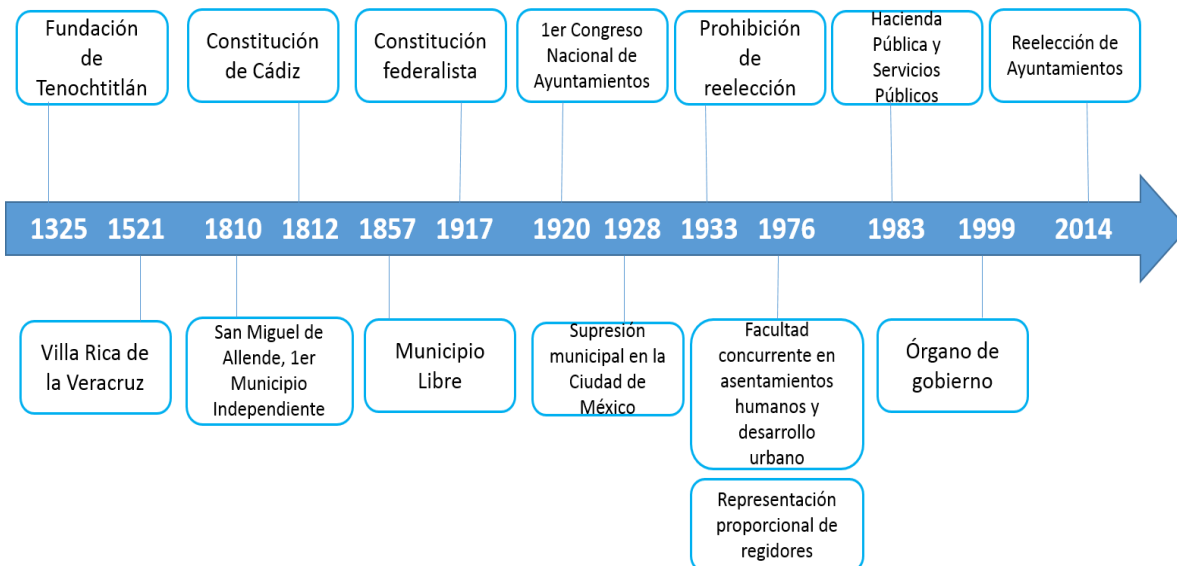 Fundación
de
Tenochtitlán
Constitución
de Cádiz
Constitución
federalista
1er Congreso
Nacional de
Ayuntamientos
Prohibición
de
reelección
Hacienda
Pública y
Servicios
Públicos
Reelección de
Ayuntamientos
1325 1521 1810 1812 1857 1917 1920 1928 1933 1976 1983 1999 2014
Villa Rica de
la Veracruz
San Miguel de
Allende, 1er
Municipio
Independiente
Municipio
Libre
Supresión
municipal en la
Ciudad de
México
Facultad
concurrente en
asentamientos
humanos y
desarrollo
urbano
Órgano de
gobierno
Representación
proporcional de
regidores